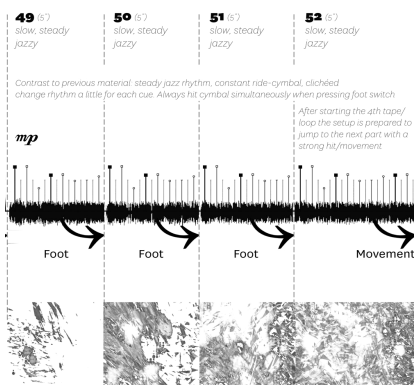 49 (5")
slow, steady
jazzy
50 (5")
slow, steady
jazzy
51 (5")
slow, steady
jazzy
52 (5")
slow, steady
jazzy
Contrast to previous material: steady jazz rhythm, constant ride-cymbal, clichéed
change rhythm a little for each cue. Always hit cymbal simultaneously when pressing foot switch
After starting the 4th tape/
loop the setup is prepared to
jump to the next part with a
strong hit/movement
mp
Foot
Foot
Foot
Movement